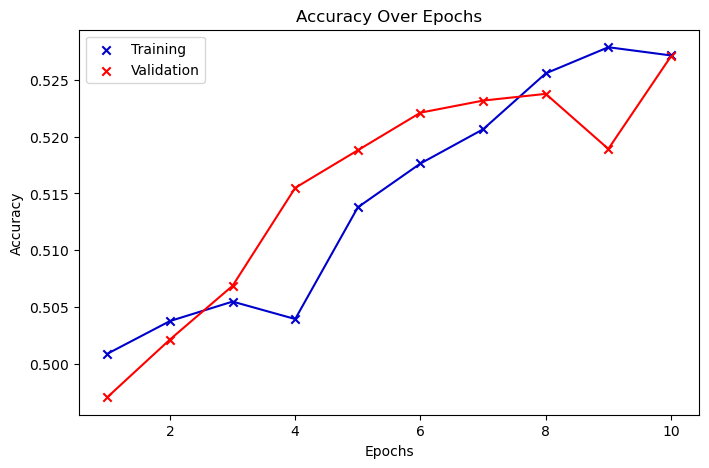 Accuracy Over Epochs
Training
Validation
0.525
0.520
0.515
0.510
0.505
0.500
Accuracy
2 4 6 8 10
Epochs